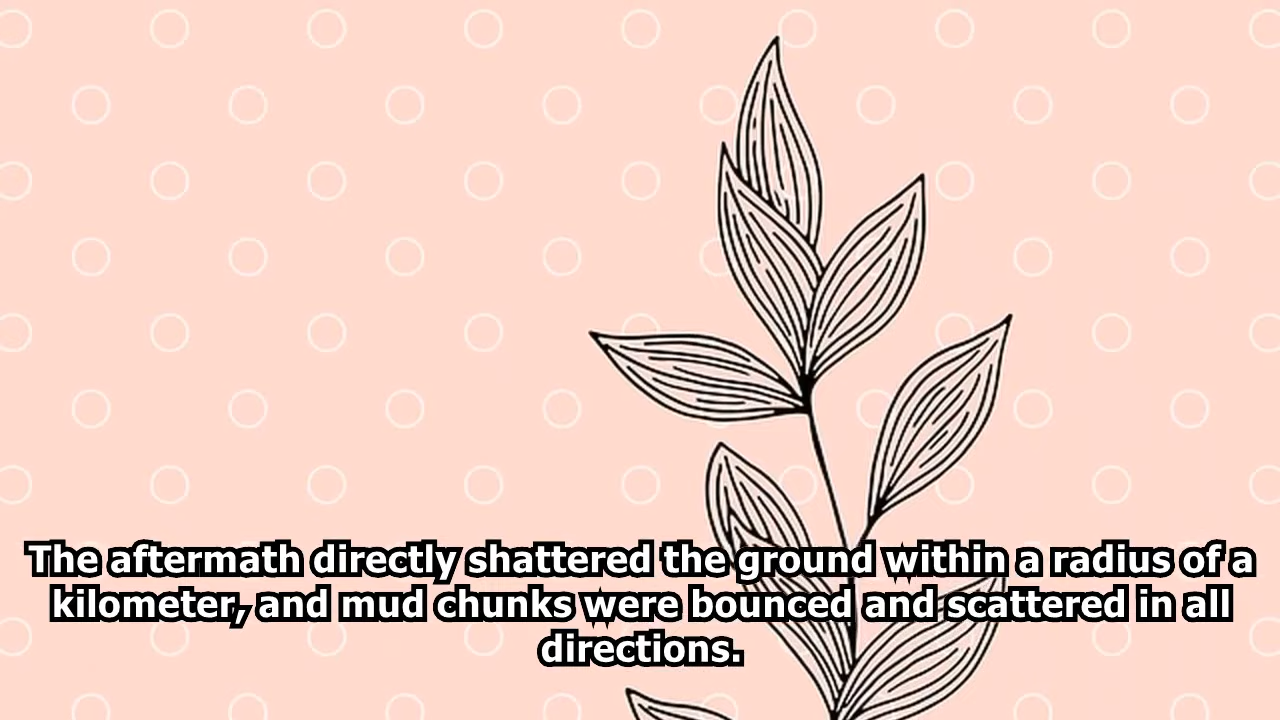 The aftermath directly shattered the ground within a radius of a
kilometer, and mud chunks were bounced and scattered in all
directions.